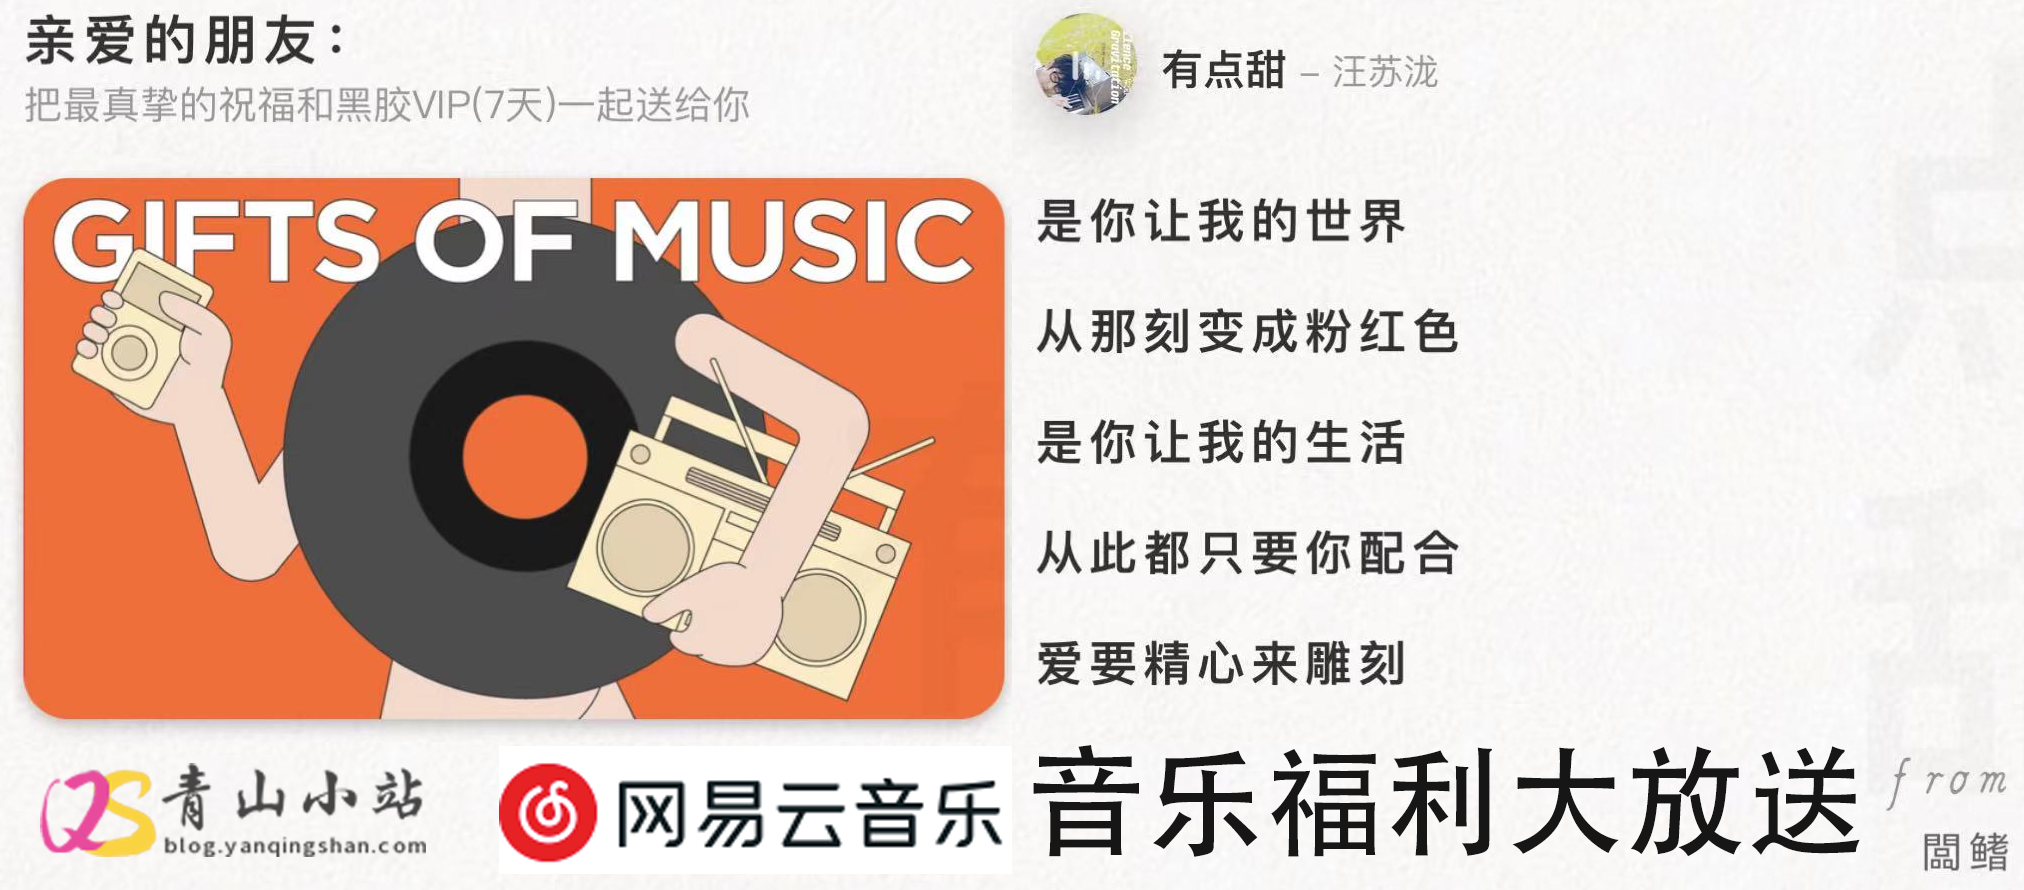 亲爱的朋友：
把最真挚的祝福和黑胶VIP(7天)一起送给你
GIFTS OF MUSIC
QS青山小站
blog.yanqingshan.com
网易云音乐
有点甜 – 汪苏泷
是你让我的世界
从那刻变成粉红色
是你让我的生活
从此都只要你配合
爱要精心来雕刻
音乐福利大放送
from
閶鳍